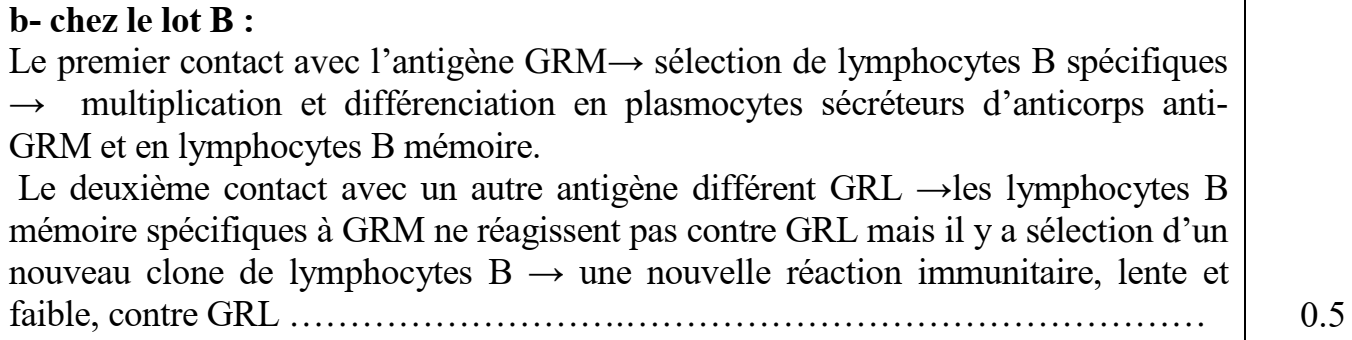 b- chez le lot B :
Le premier contact avec l’antigène GRM→ sélection de lymphocytes B spécifiques
→ multiplication et différenciation en plasmocytes sécréteurs d’anticorps anti-
GRM et en lymphocytes B mémoire.
Le deuxième contact avec un autre antigène différent GRL →les lymphocytes B
mémoire spécifiques à GRM ne réagissent pas contre GRL mais il y a sélection d’un
nouveau clone de lymphocytes B → une nouvelle réaction immunitaire, lente et
faible, contre GRL ………………………..………………………………………… 0.5